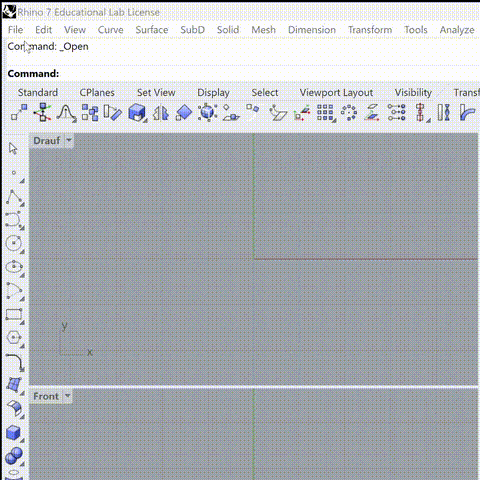 Rhino 7 Educational Lab License
File Edit View Curve Surface SubD Solid Mesh Dimension Transform Tools Analyze
Command: _Open
Command:
Standard CPlanes Set View Display Select Viewport Layout Visibility Transf
Drauf
y
x
Front